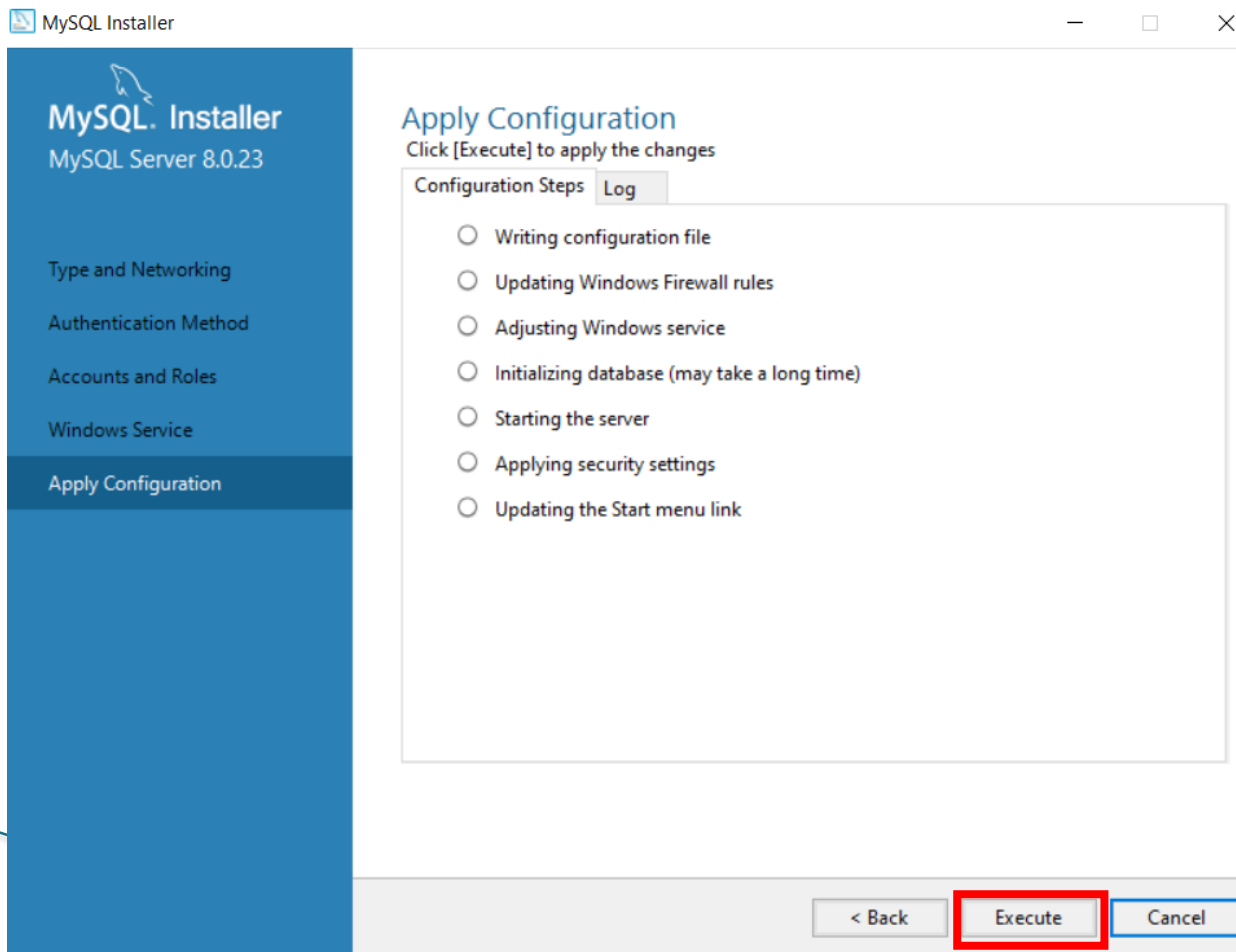 MySQL Installer
MySQL. Installer
MySQL Server 8.0.23
Type and Networking
Authentication Method
Accounts and Roles
Windows Service
Apply Configuration
Apply Configuration
Click [Execute] to apply the changes
Configuration Steps Log
Writing configuration file
Updating Windows Firewall rules
Adjusting Windows service
Initializing database (may take a long time)
Starting the server
Applying security settings
Updating the Start menu link
< Back Execute Cancel